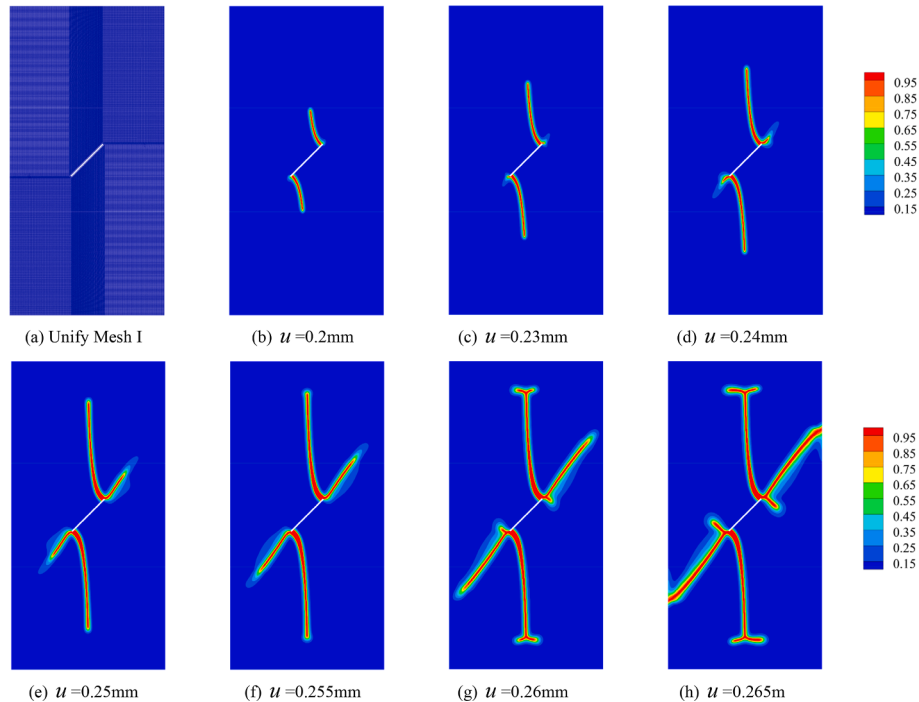 0.95
0.85
0.75
0.65
0.55
0.45
0.35
0.25
0.15
(a) Unify Mesh I
(b) u =0.2mm
(c) u =0.23mm
(d) u =0.24mm
0.95
0.85
0.75
0.65
0.55
0.45
0.35
0.25
0.15
(e) u =0.25mm
(f) u =0.255mm
(g) u =0.26mm
(h) u =0.265m